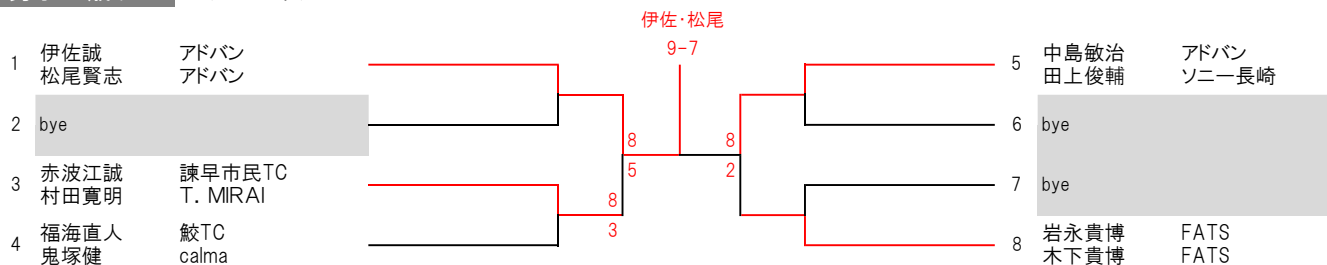 伊佐・松尾
9-7
1 伊佐誠 アドバン
松尾賢志 アドバン
2 bye
3 赤波江誠 諫早市民TC
村田寛明 T. MIRAI
4 福海直人 鮫TC
鬼塚健 calma
8
5
8
3
8
2
5 中島敏治 アドバン
田上俊輔 ソニー長崎
6 bye
7 bye
8 岩永貴博 FATS
木下貴博 FATS